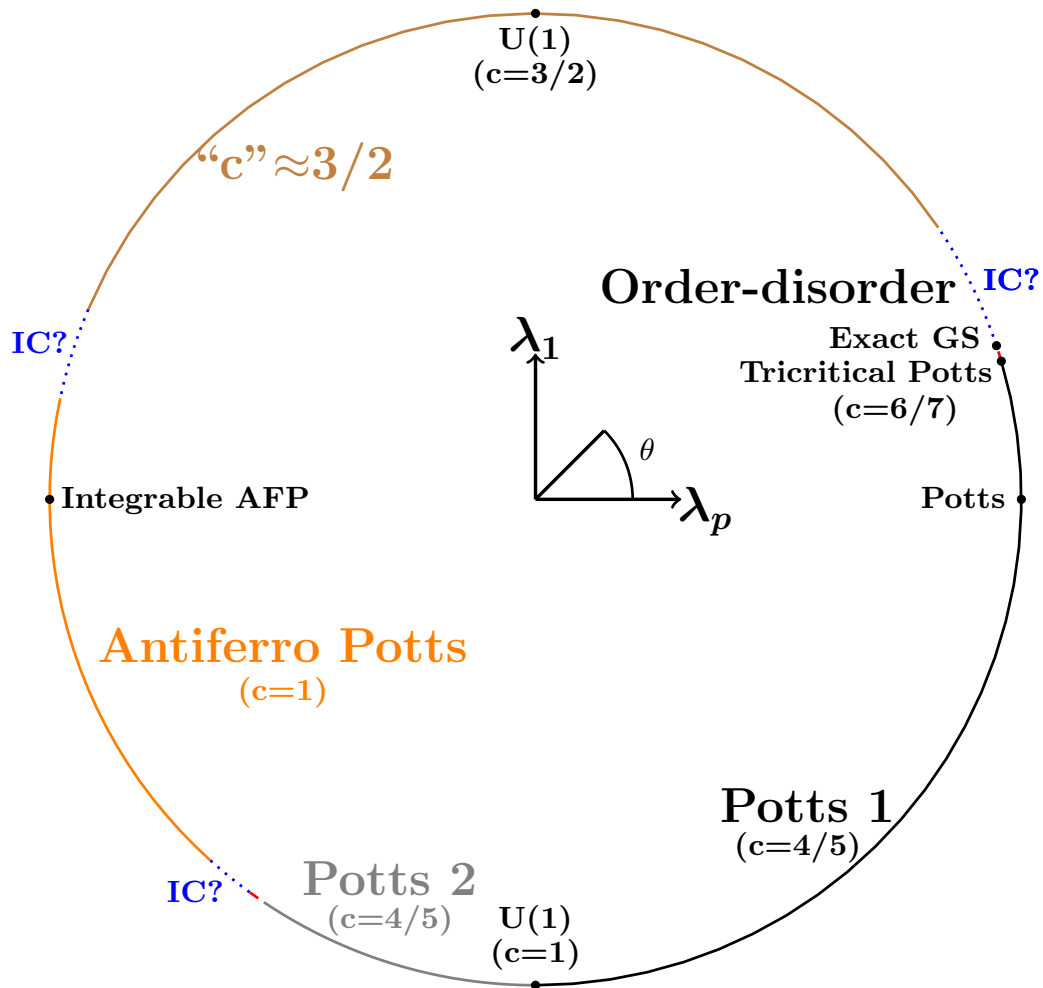 U(1)
(c=3/2)
“c”≈3/2
IC?
Order-disorder
IC?
λ₁
Exact GS
Tricritical Potts
(c=6/7)
θ
Integrable AFP
λₚ
Potts
Antiferro Potts
(c=1)
Potts 1
(c=4/5)
Potts 2
(c=4/5)
IC?
U(1)
(c=1)